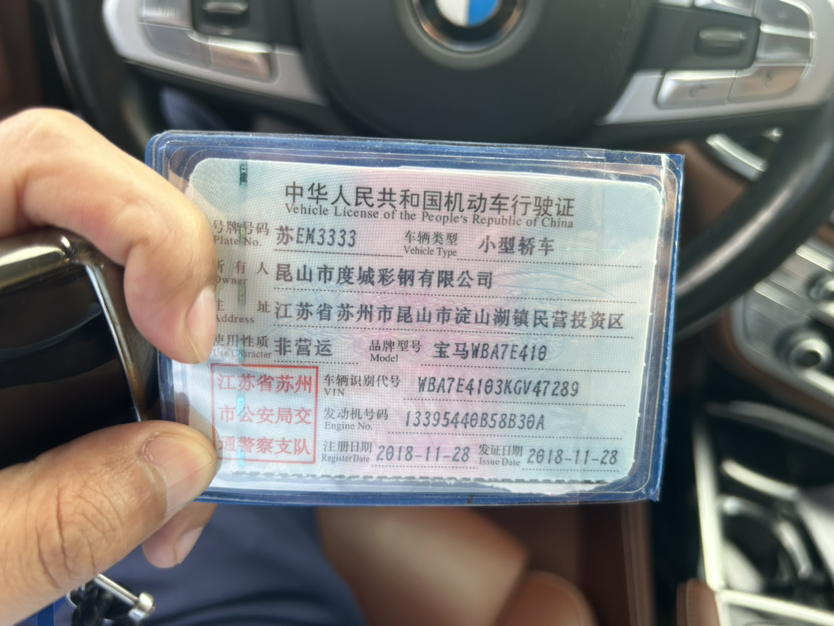 中华人民共和国机动车行驶证
Vehicle License of the People's Republic of China
号牌号码 苏EM3333 车辆类型 小型轿车
Plate No. Vehicle Type
所有人 昆山市度城彩钢有限公司
Owner
住址 江苏省苏州市昆山市淀山湖镇民营投资区
Address
使用性质 非营运 品牌型号 宝马WBA7E410
Use Character Model
江苏省苏州 车辆识别代号 WBA7E4103KGV47289
VIN
市公安局交 发动机号码 13395440B58B30A
Engine No.
通警察支队 注册日期 2018-11-28 发证日期 2018-11-28
Register Date Issue Date